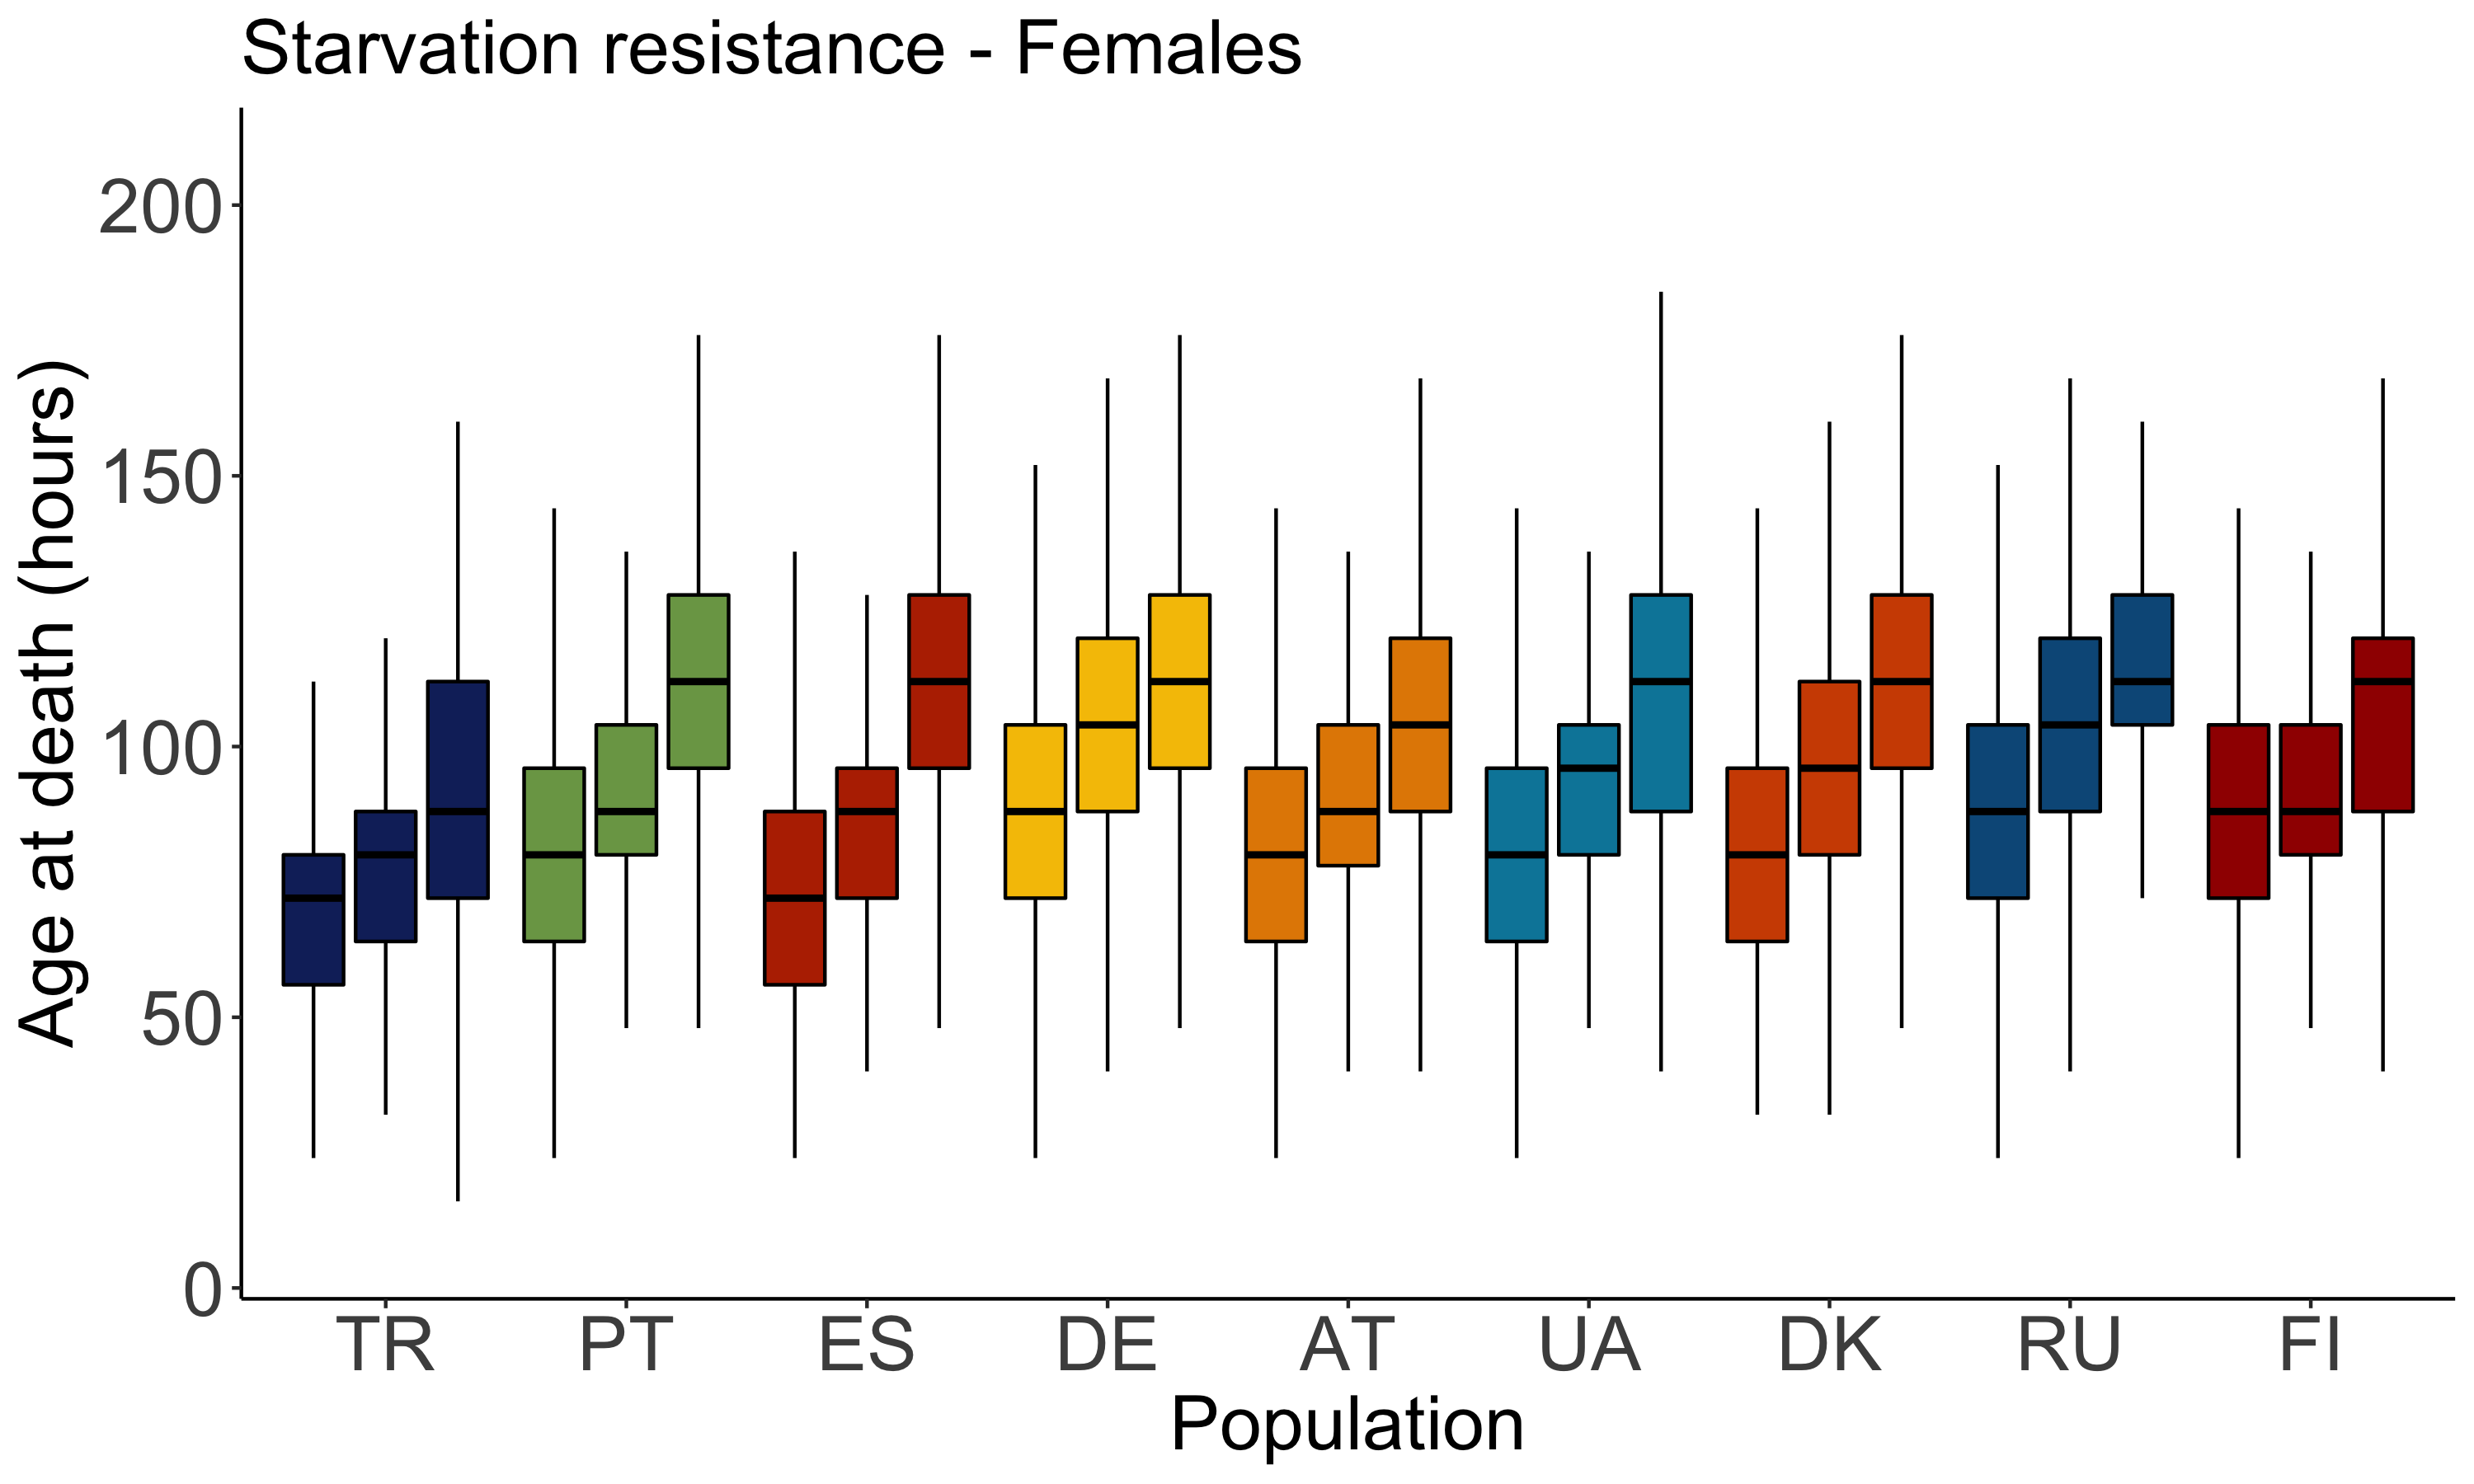 Starvation resistance - Females
Age at death (hours)
200
150
100
50
0
TR PT ES DE AT UA DK RU FI
Population